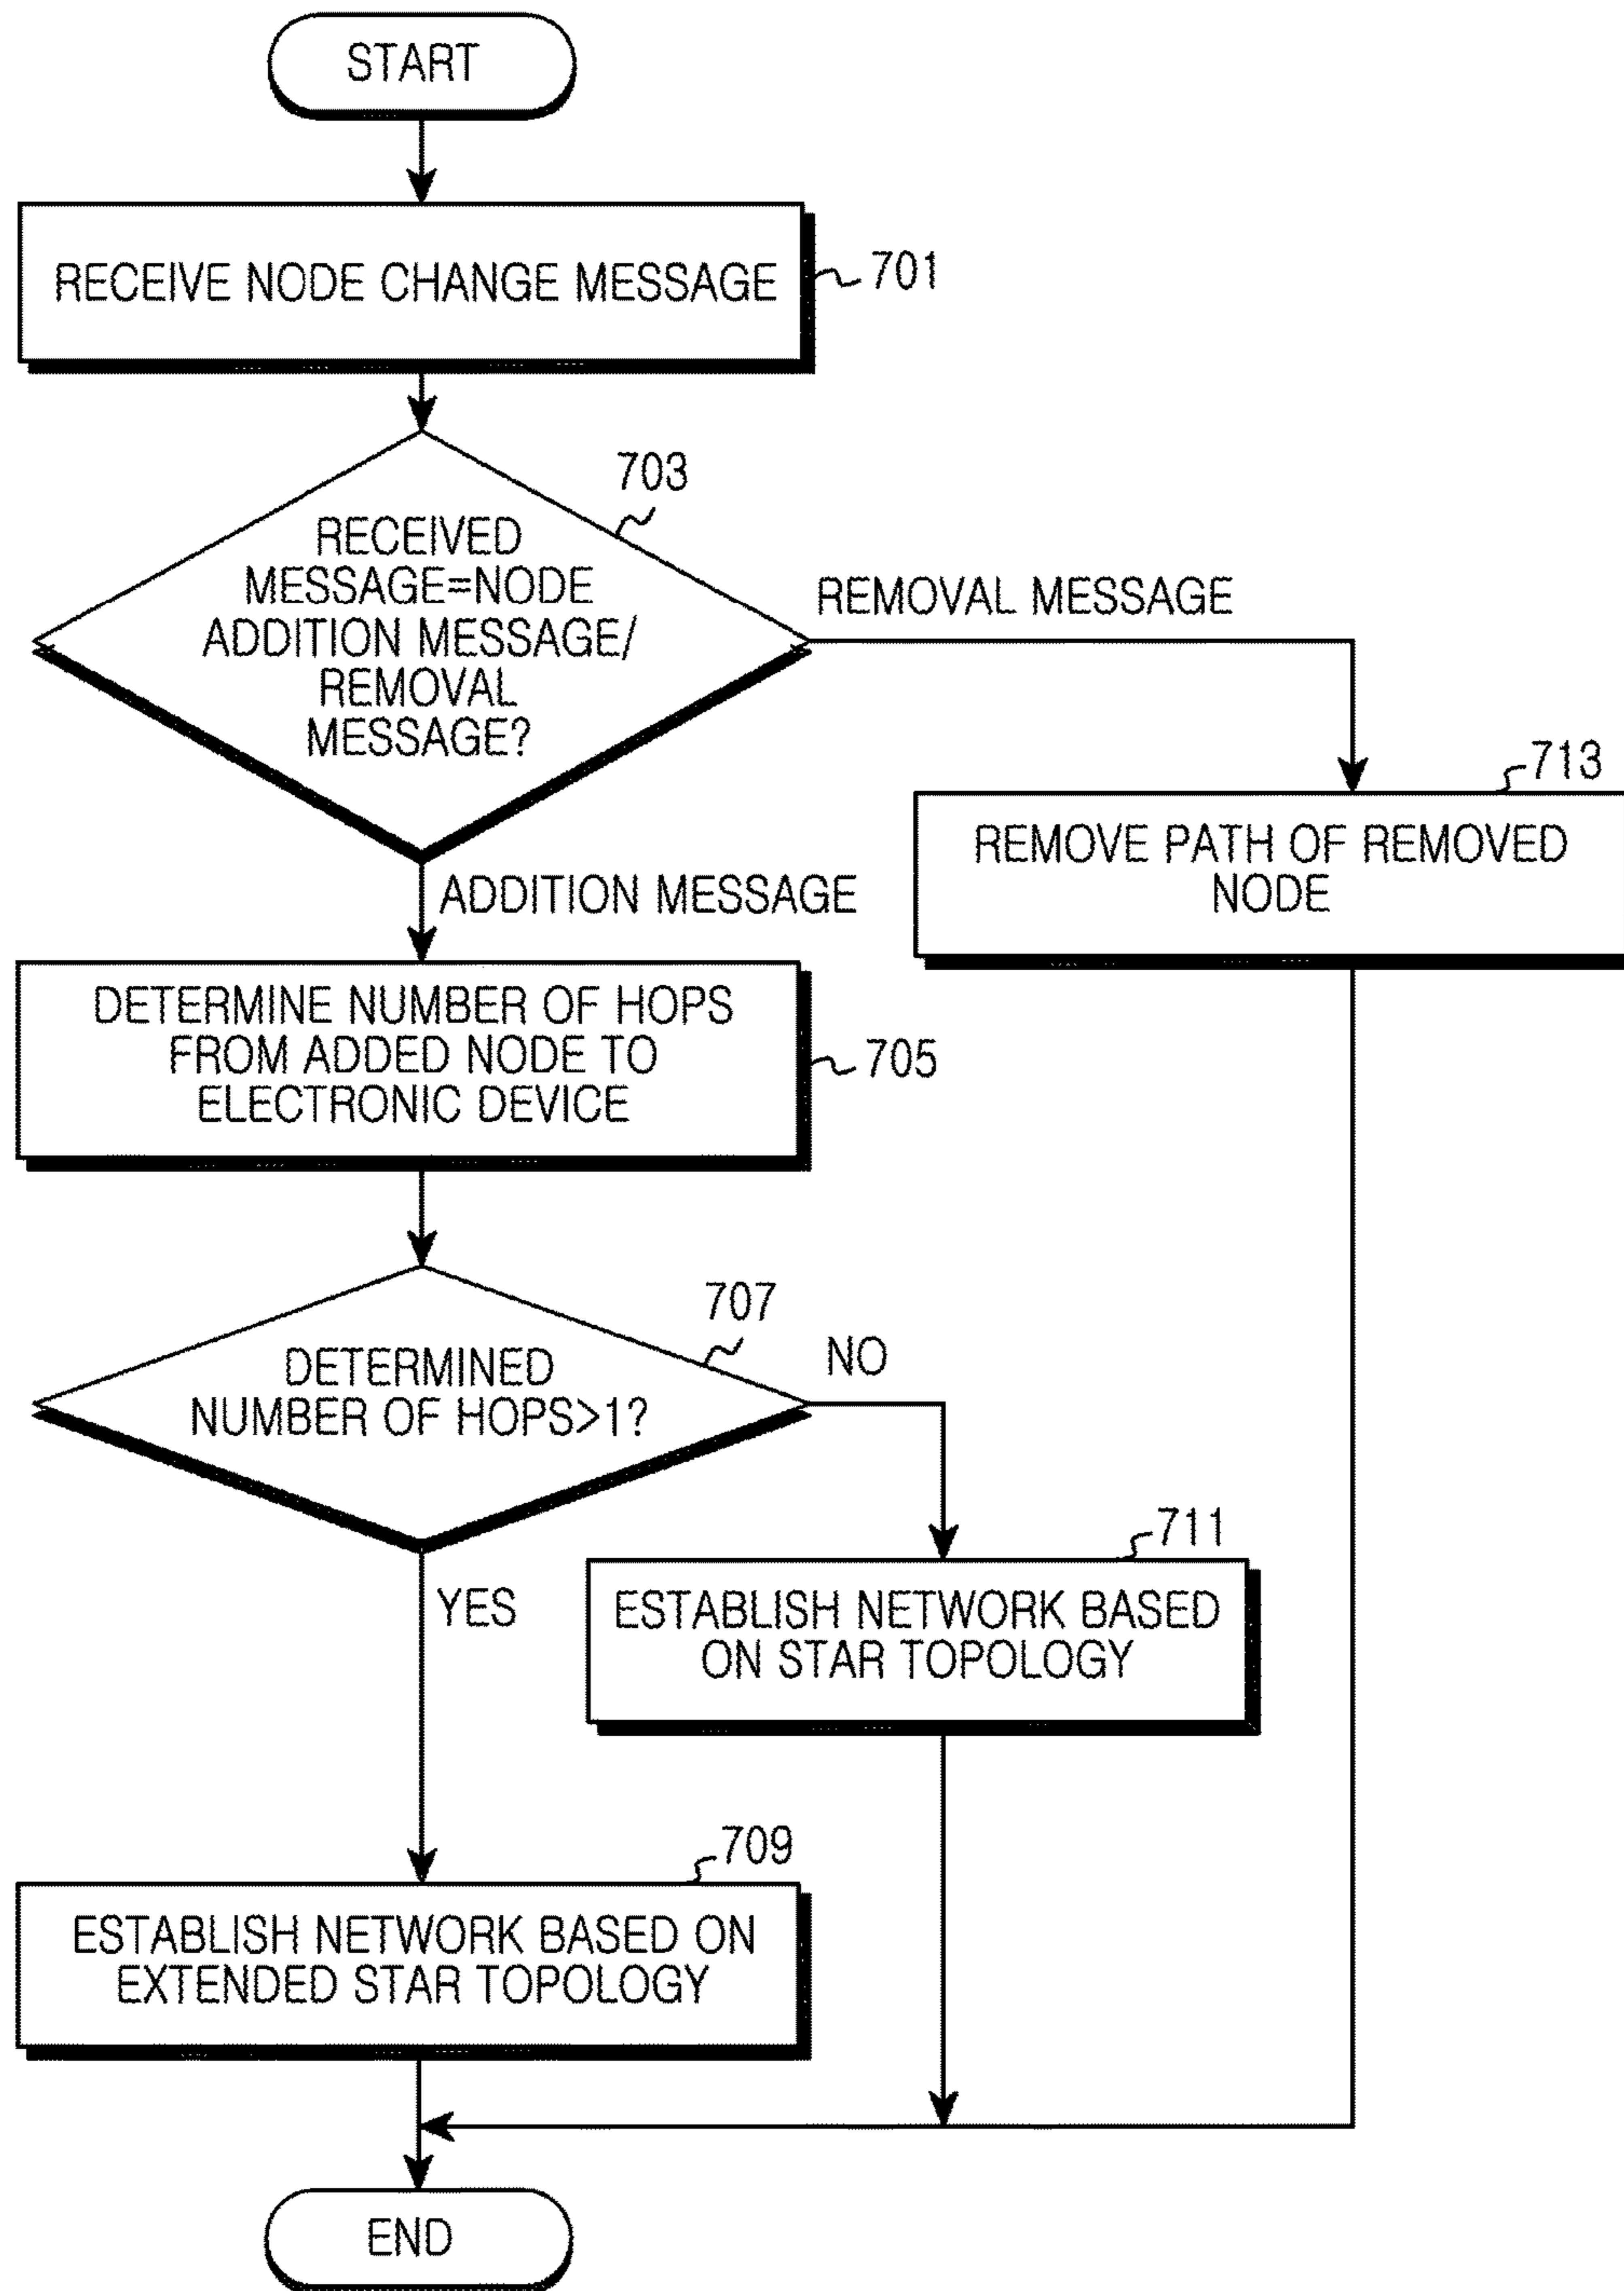 START
RECEIVE NODE CHANGE MESSAGE
701
703
RECEIVED
MESSAGE=NODE
ADDITION MESSAGE/
REMOVAL
MESSAGE?
REMOVAL MESSAGE
713
REMOVE PATH OF REMOVED
NODE
ADDITION MESSAGE
DETERMINE NUMBER OF HOPS
FROM ADDED NODE TO
ELECTRONIC DEVICE
705
707
DETERMINED
NUMBER OF HOPS>1?
NO
711
ESTABLISH NETWORK BASED
ON STAR TOPOLOGY
YES
709
ESTABLISH NETWORK BASED ON
EXTENDED STAR TOPOLOGY
END